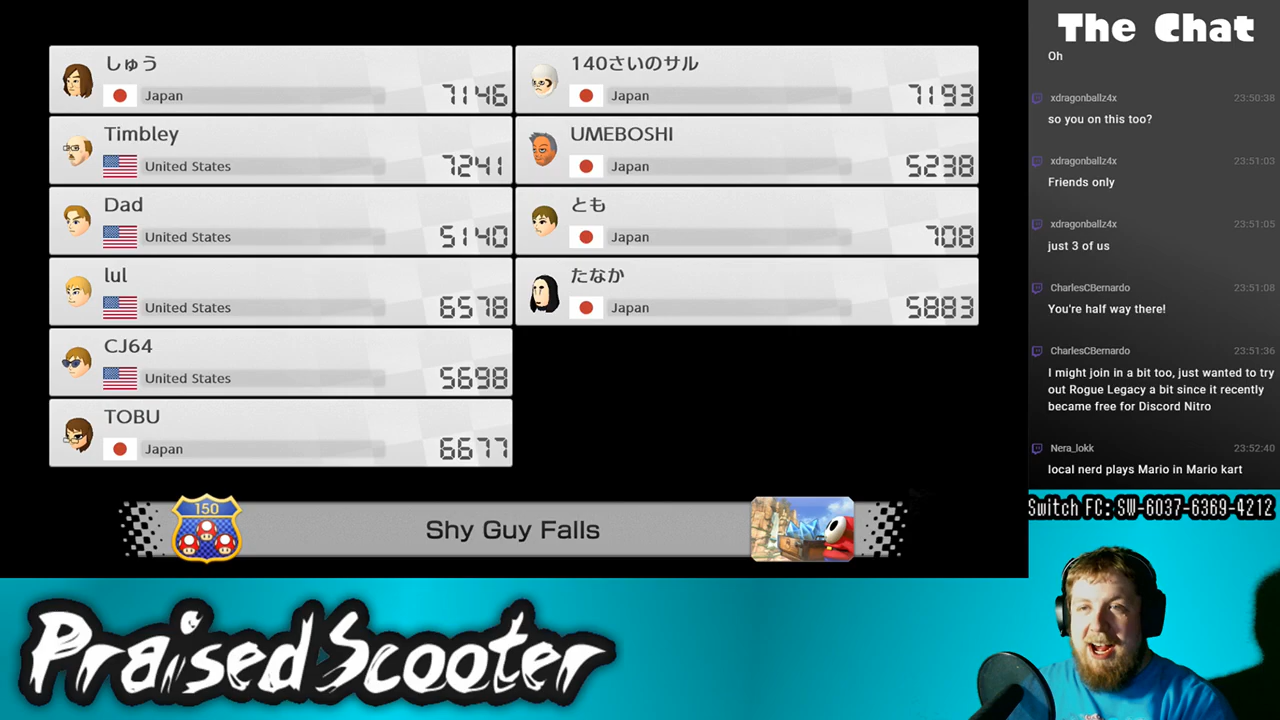 しゅう
Japan
7146
Timbley
United States
7241
Dad
United States
5140
lul
United States
6578
CJ64
United States
5698
TOBU
Japan
6677
140さいのサル
Japan
7193
UMEBOSHI
Japan
5238
とも
Japan
708
たなか
Japan
5883
150
Shy Guy Falls
The Chat
Oh
xdragonballz4x 23:50:36
so you on this too?
xdragonballz4x 23:51:03
Friends only
xdragonballz4x 23:51:05
just 3 of us
CharlesCBernardo 23:51:08
You're half way there!
CharlesCBernardo 23:51:36
I might join in a bit too, just wanted to try
out Rogue Legacy a bit since it recently
became free for Discord Nitro
Nera_lokk 23:52:40
local nerd plays Mario in Mario kart
Switch FC: SW-6037-6369-4212
PraisedScooter